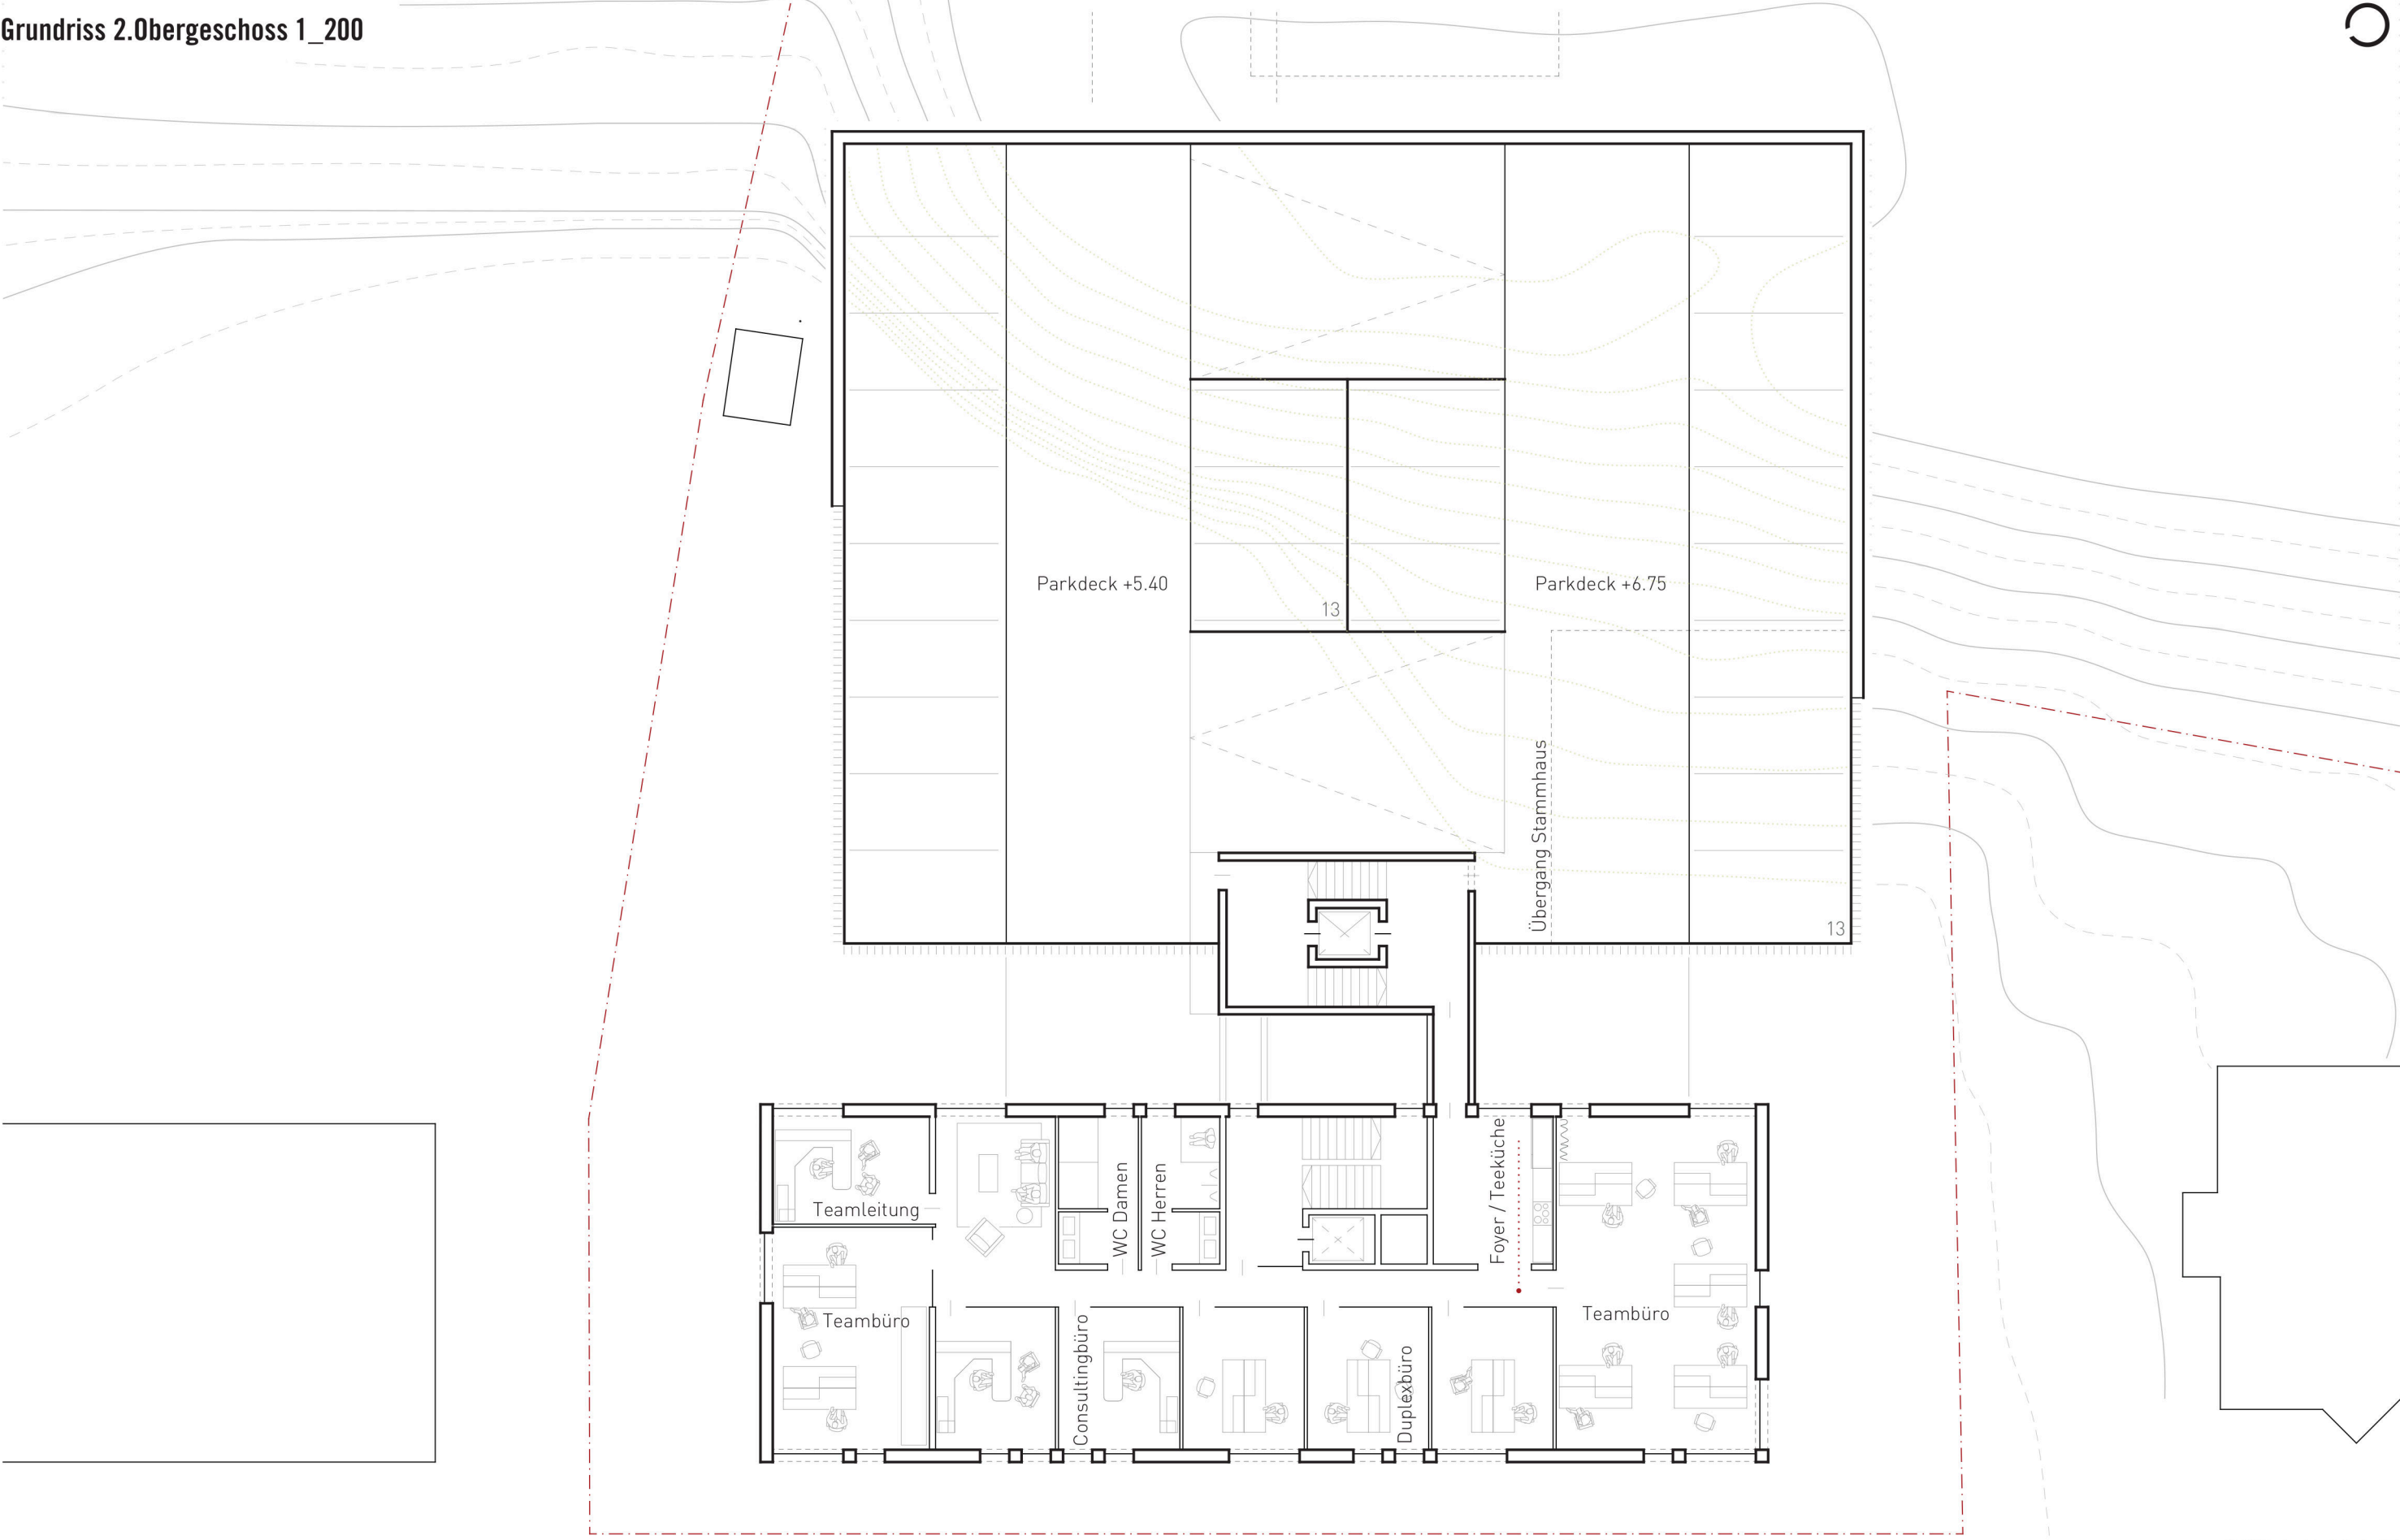 Grundriss 2.Obergeschoss 1_200
Parkdeck +5.40
Parkdeck +6.75
13
Übergang Stammhaus
13
Teamleitung
WC Damen
WC Herren
Foyer / Teeküche
Teambüro
Teambüro
Consultingbüro
Duplexbüro